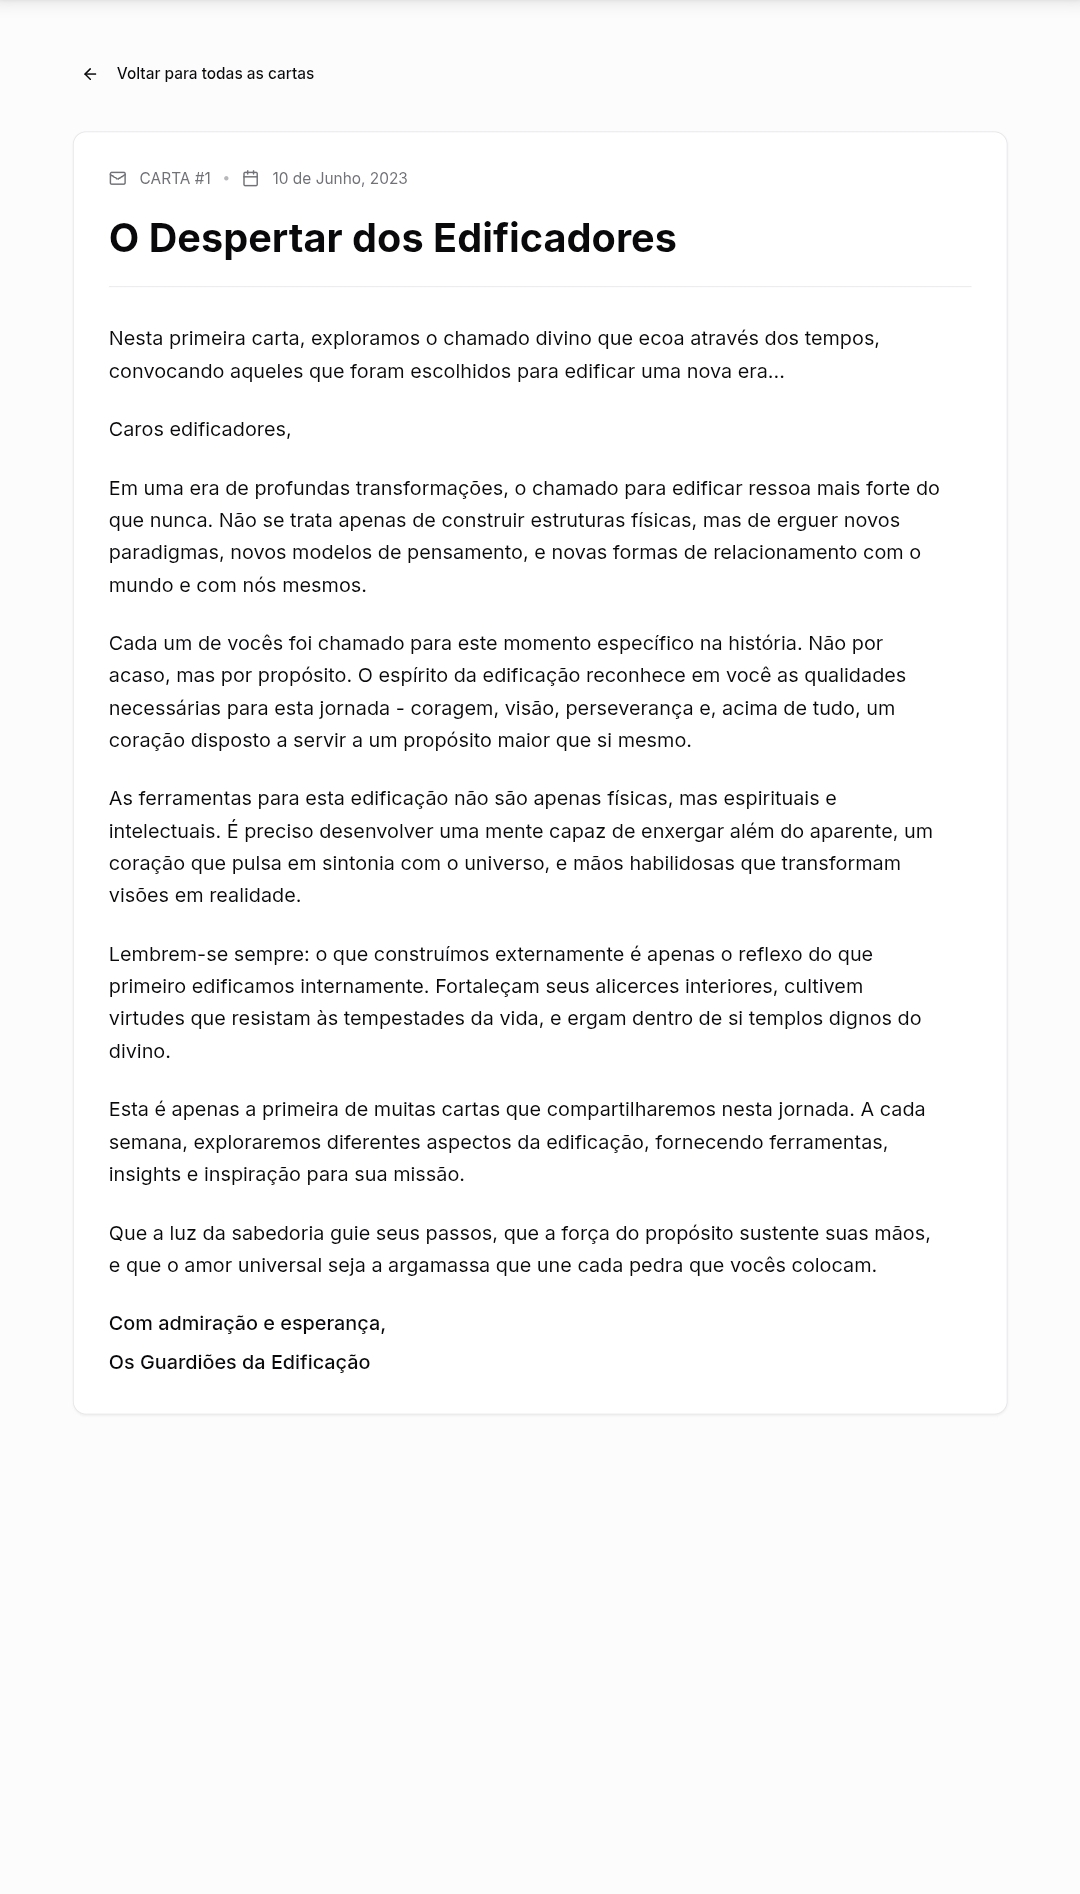 Voltar para todas as cartas
CARTA #1 • 10 de Junho, 2023
O Despertar dos Edificadores
Nesta primeira carta, exploramos o chamado divino que ecoa através dos tempos,
convocando aqueles que foram escolhidos para edificar uma nova era...
Caros edificadores,
Em uma era de profundas transformações, o chamado para edificar ressoa mais forte do
que nunca. Não se trata apenas de construir estruturas físicas, mas de erguer novos
paradigmas, novos modelos de pensamento, e novas formas de relacionamento com o
mundo e com nós mesmos.
Cada um de vocês foi chamado para este momento específico na história. Não por
acaso, mas por propósito. O espírito da edificação reconhece em você as qualidades
necessárias para esta jornada - coragem, visão, perseverança e, acima de tudo, um
coração disposto a servir a um propósito maior que si mesmo.
As ferramentas para esta edificação não são apenas físicas, mas espirituais e
intelectuais. É preciso desenvolver uma mente capaz de enxergar além do aparente, um
coração que pulsa em sintonia com o universo, e mãos habilidosas que transformam
visões em realidade.
Lembrem-se sempre: o que construímos externamente é apenas o reflexo do que
primeiro edificamos internamente. Fortaleçam seus alicerces interiores, cultivem
virtudes que resistam às tempestades da vida, e ergam dentro de si templos dignos do
divino.
Esta é apenas a primeira de muitas cartas que compartilharemos nesta jornada. A cada
semana, exploraremos diferentes aspectos da edificação, fornecendo ferramentas,
insights e inspiração para sua missão.
Que a luz da sabedoria guie seus passos, que a força do propósito sustente suas mãos,
e que o amor universal seja a argamassa que une cada pedra que vocês colocam.
Com admiração e esperança,
Os Guardiões da Edificação